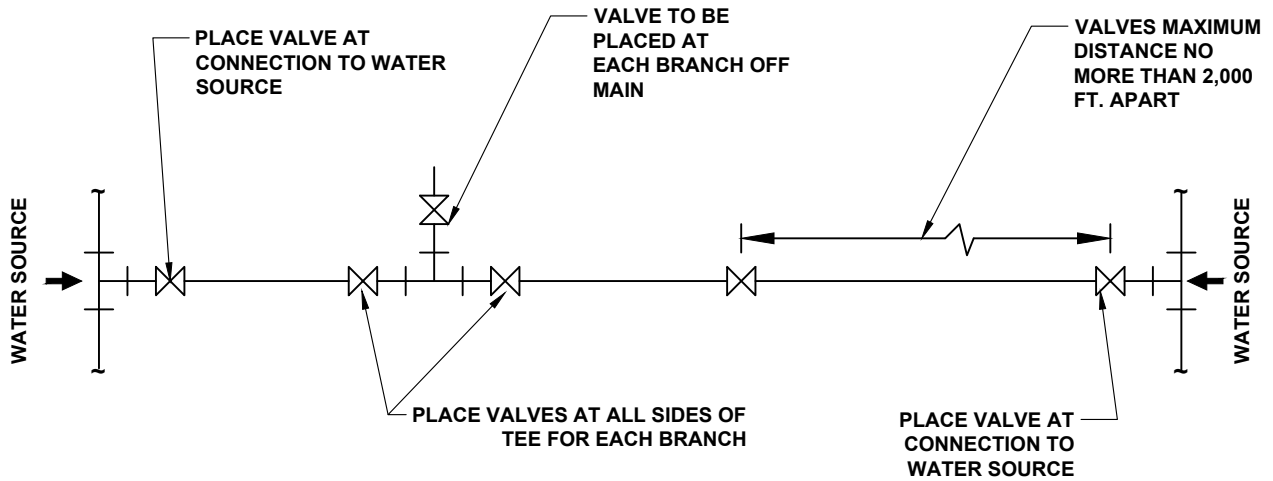 PLACE VALVE AT
CONNECTION TO WATER
SOURCE
VALVE TO BE
PLACED AT
EACH BRANCH OFF
MAIN
VALVES MAXIMUM
DISTANCE NO
MORE THAN 2,000
FT. APART
WATER SOURCE
WATER SOURCE
PLACE VALVES AT ALL SIDES OF
TEE FOR EACH BRANCH
PLACE VALVE AT
CONNECTION TO
WATER SOURCE